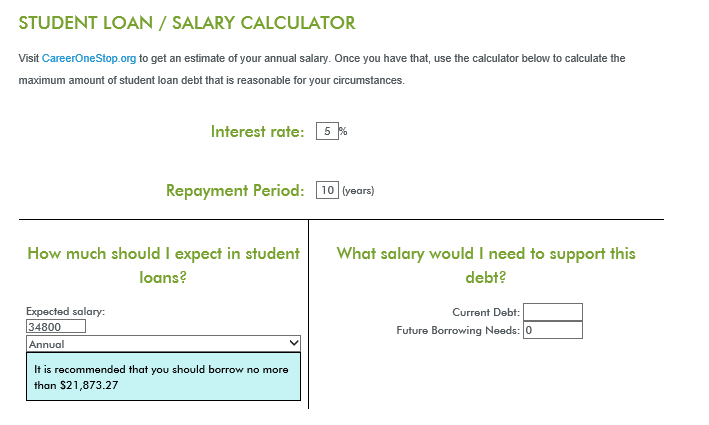 STUDENT LOAN / SALARY CALCULATOR
Visit CareerOneStop.org to get an estimate of your annual salary. Once you have that, use the calculator below to calculate the
maximum amount of student loan debt that is reasonable for your circumstances.
Interest rate: 5 %
Repayment Period: 10 (years)
How much should I expect in student
loans?
Expected salary:
34800
Annual
It is recommended that you should borrow no more
than $21,873.27
What salary would I need to support this
debt?
Current Debt:
Future Borrowing Needs: 0